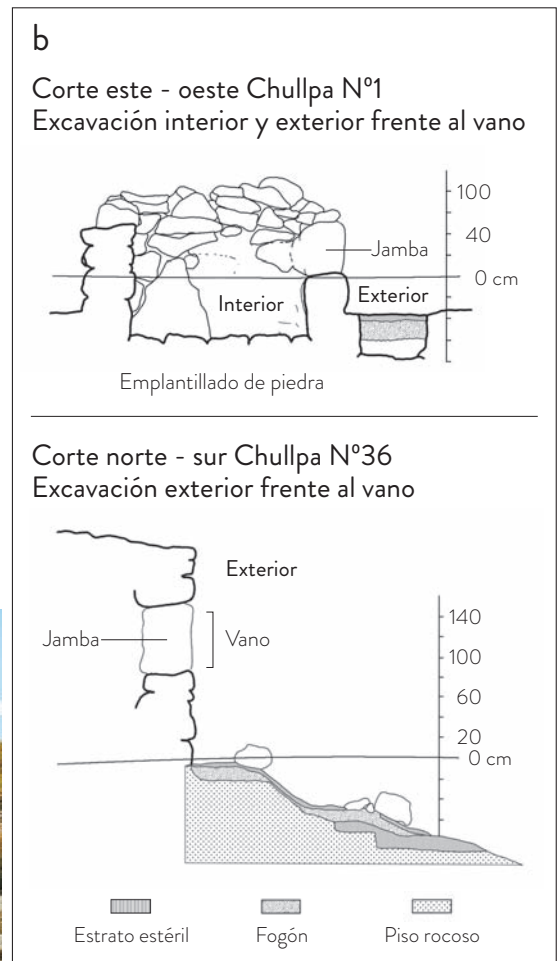 b
Corte este - oeste Chullpa Nº1
Excavación interior y exterior frente al vano
100
40
Jamba
0 cm
Interior
Exterior
Emplantillado de piedra
Corte norte - sur Chullpa Nº36
Excavación exterior frente al vano
Exterior
Jamba
Vano
140
100
60
20
0 cm
Estrato estéril
Fogón
Piso rocoso